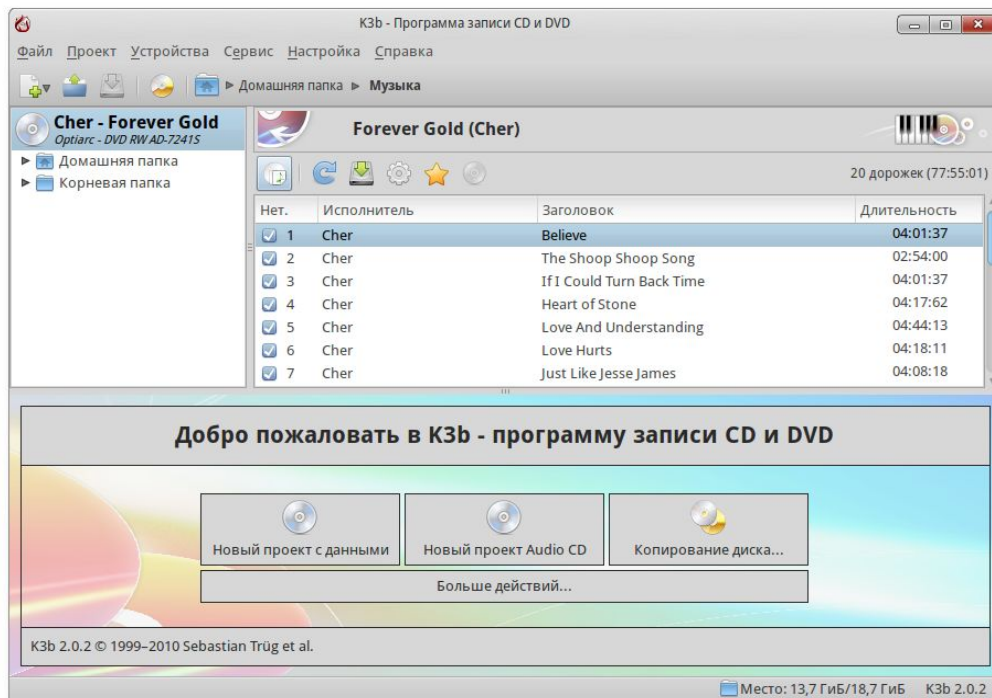 K3b - Программа записи CD и DVD
Файл Проект Устройства Сервис Настройка Справка
Домашняя папка Музыка
Cher - Forever Gold
Optiarc - DVD RW AD-7241S
Домашняя папка
Корневая папка
Forever Gold (Cher)
20 дорожек (77:55:01)
Нет. Исполнитель Заголовок Длительность
1 Cher Believe 04:01:37
2 Cher The Shoop Shoop Song 02:54:00
3 Cher If I Could Turn Back Time 04:01:37
4 Cher Heart of Stone 04:17:62
5 Cher Love And Understanding 04:44:13
6 Cher Love Hurts 04:18:11
7 Cher Just Like Jesse James 04:08:18
Добро пожаловать в K3b - программу записи CD и DVD
Новый проект с данными Новый проект Audio CD Копирование диска...
Больше действий...
K3b 2.0.2 © 1999–2010 Sebastian Trüg et al.
Место: 13,7 ГиБ/18,7 ГиБ K3b 2.0.2